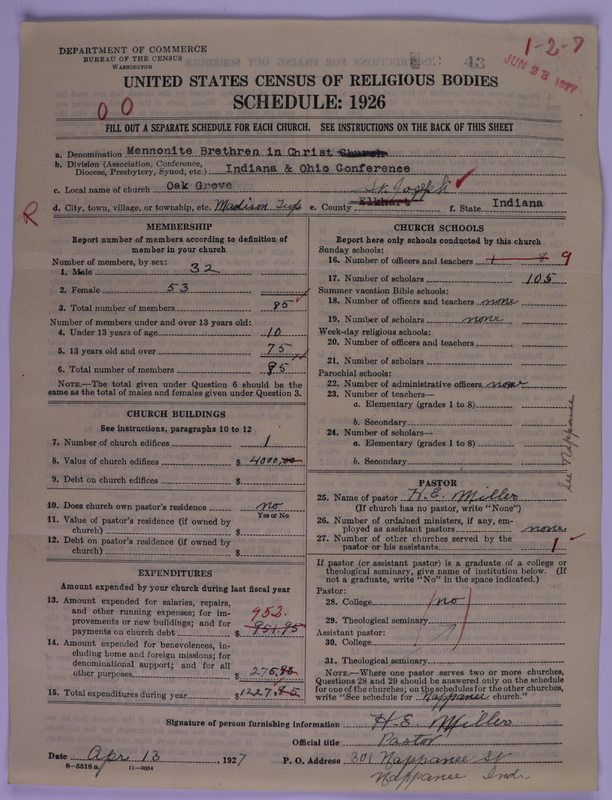 DEPARTMENT OF COMMERCE
BUREAU OF THE CENSUS
WASHINGTON
43
1-2-7
JUN 23 1927
UNITED STATES CENSUS OF RELIGIOUS BODIES
SCHEDULE: 1926
00
FILL OUT A SEPARATE SCHEDULE FOR EACH CHURCH. SEE INSTRUCTIONS ON THE BACK OF THIS SHEET
a. Denomination Mennonite Brethren in Christ Church
b. Division (Association, Conference, Diocese, Presbytery, Synod, etc.) Indiana & Ohio Conference
c. Local name of church Oak Grove St Joseph
R
d. City, town, village, or township, etc. Madison Twp e. County Elkhart f. State Indiana
MEMBERSHIP
Report number of members according to definition of
member in your church
Number of members, by sex:
1. Male 32
2. Female 53
3. Total number of members 85
Number of members under and over 13 years old:
4. Under 13 years of age 10
5. 13 years old and over 75
6. Total number of members 85
NOTE.—The total given under Question 6 should be the
same as the total of males and females given under Question 3.
CHURCH BUILDINGS
See instructions, paragraphs 10 to 12
7. Number of church edifices 1
8. Value of church edifices $ 4000.00
9. Debt on church edifices $
10. Does church own pastor's residence no
Yes or No
11. Value of pastor's residence (if owned by
church) $
12. Debt on pastor's residence (if owned by
church) $
EXPENDITURES
Amount expended by your church during last fiscal year
13. Amount expended for salaries, repairs,
and other running expenses; for im-
provements or new buildings; and for
payments on church debt $ 951.95
952.
14. Amount expended for benevolences, in-
cluding home and foreign missions; for
denominational support; and for all
other purposes $
15. Total expenditures during year $
CHURCH SCHOOLS
Report here only schools conducted by this church
Sunday schools:
16. Number of officers and teachers 9
17. Number of scholars 105
Summer vacation Bible schools:
18. Number of officers and teachers none
19. Number of scholars none
Week-day religious schools:
20. Number of officers and teachers
21. Number of scholars
Parochial schools:
22. Number of administrative officers none
23. Number of teachers—
a. Elementary (grades 1 to 8)
b. Secondary
24. Number of scholars—
a. Elementary (grades 1 to 8)
b. Secondary
See Nappanee
PASTOR
25. Name of pastor H. E. Miller
(If church has no pastor, write "None")
26. Number of ordained ministers, if any, em-
ployed as assistant pastors none
27. Number of other churches served by the
pastor or his assistants 1
If pastor (or assistant pastor) is a graduate of a college or
theological seminary, give name of institution below. (If
not a graduate, write "No" in the space indicated.)
Pastor:
28. College no
29. Theological seminary
Assistant pastor:
30. College
31. Theological seminary
NOTE.—Where one pastor serves two or more churches,
Questions 28 and 29 should be answered only on the schedule
for one of the churches; on the schedules for the other churches,
write "See schedule for Nappanee church."
Signature of person furnishing information H. E. Miller
Official title Pastor
Date Apr 13, 1927 P. O. Address 301 Nappanee St
8-5518a 11-9054
Nappanee Ind.